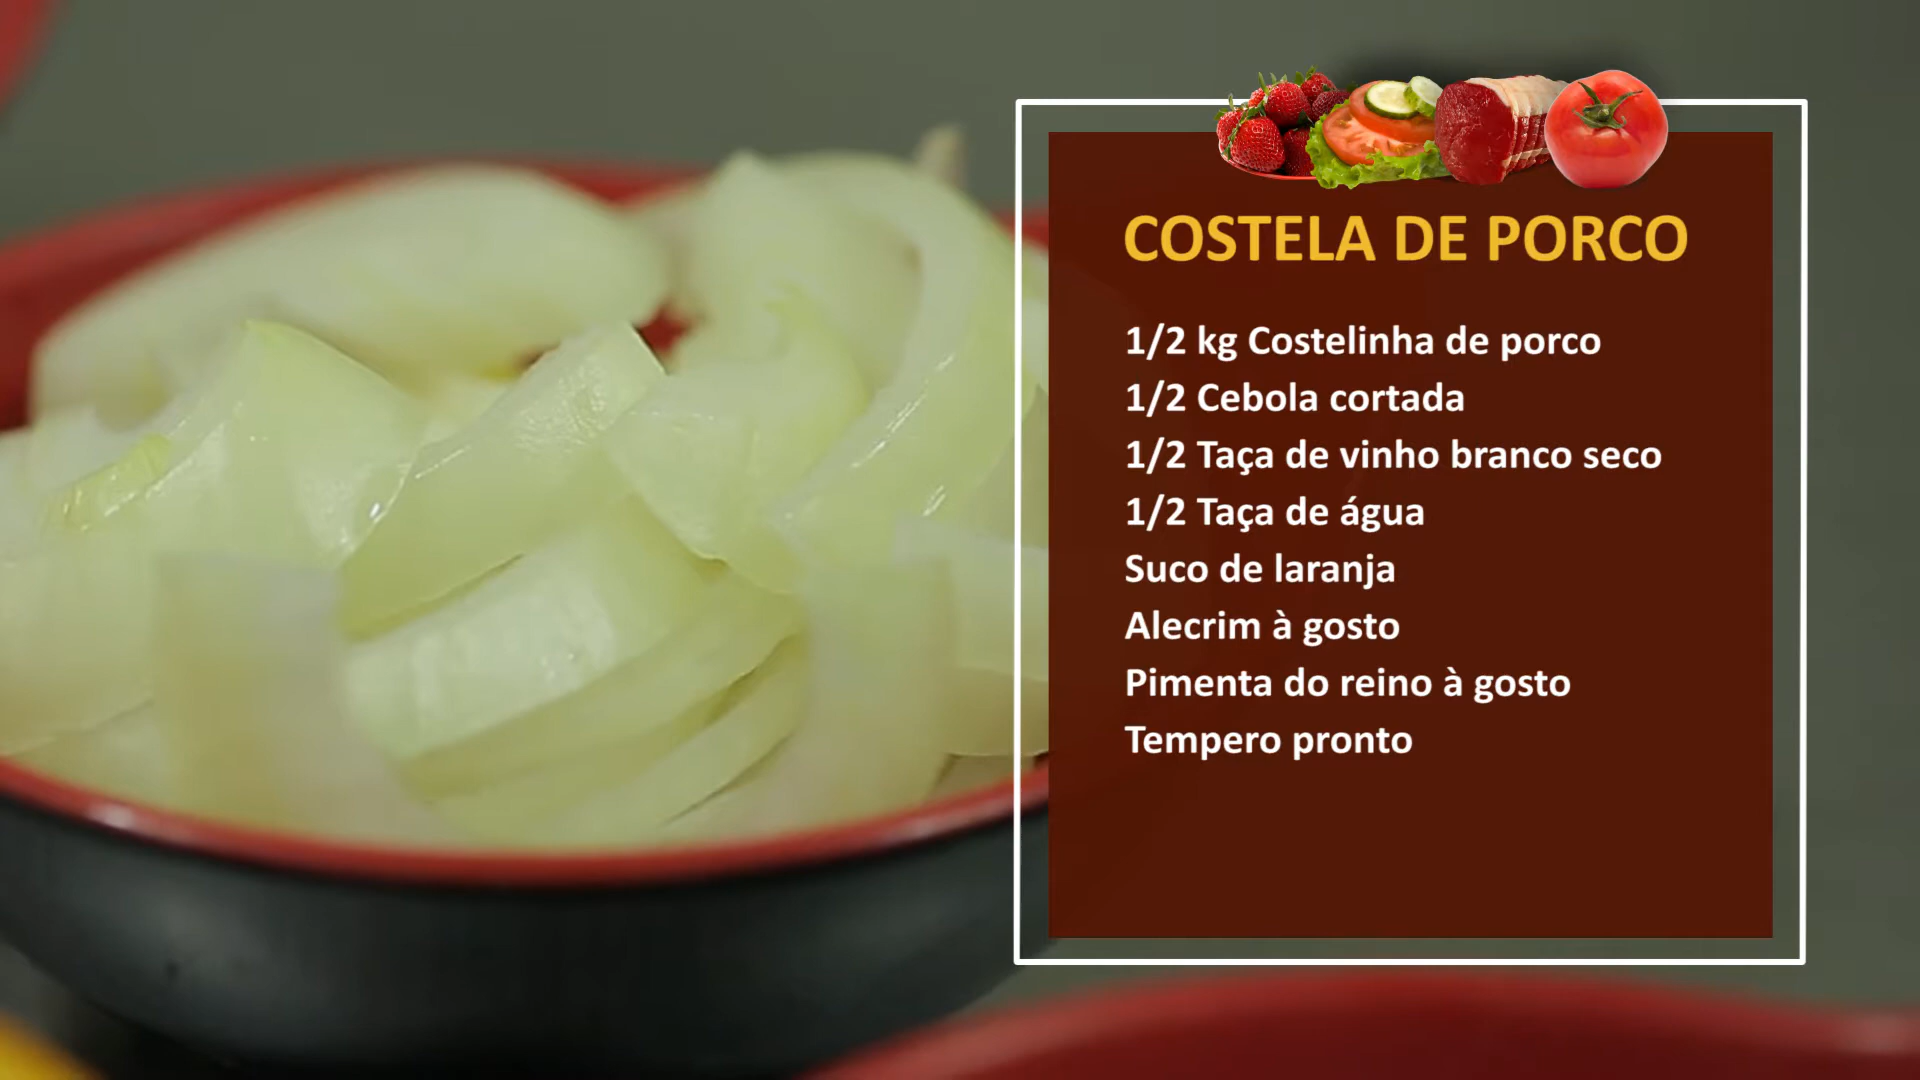 COSTELA DE PORCO
1/2 kg Costelinha de porco
1/2 Cebola cortada
1/2 Taça de vinho branco seco
1/2 Taça de água
Suco de laranja
Alecrim à gosto
Pimenta do reino à gosto
Tempero pronto